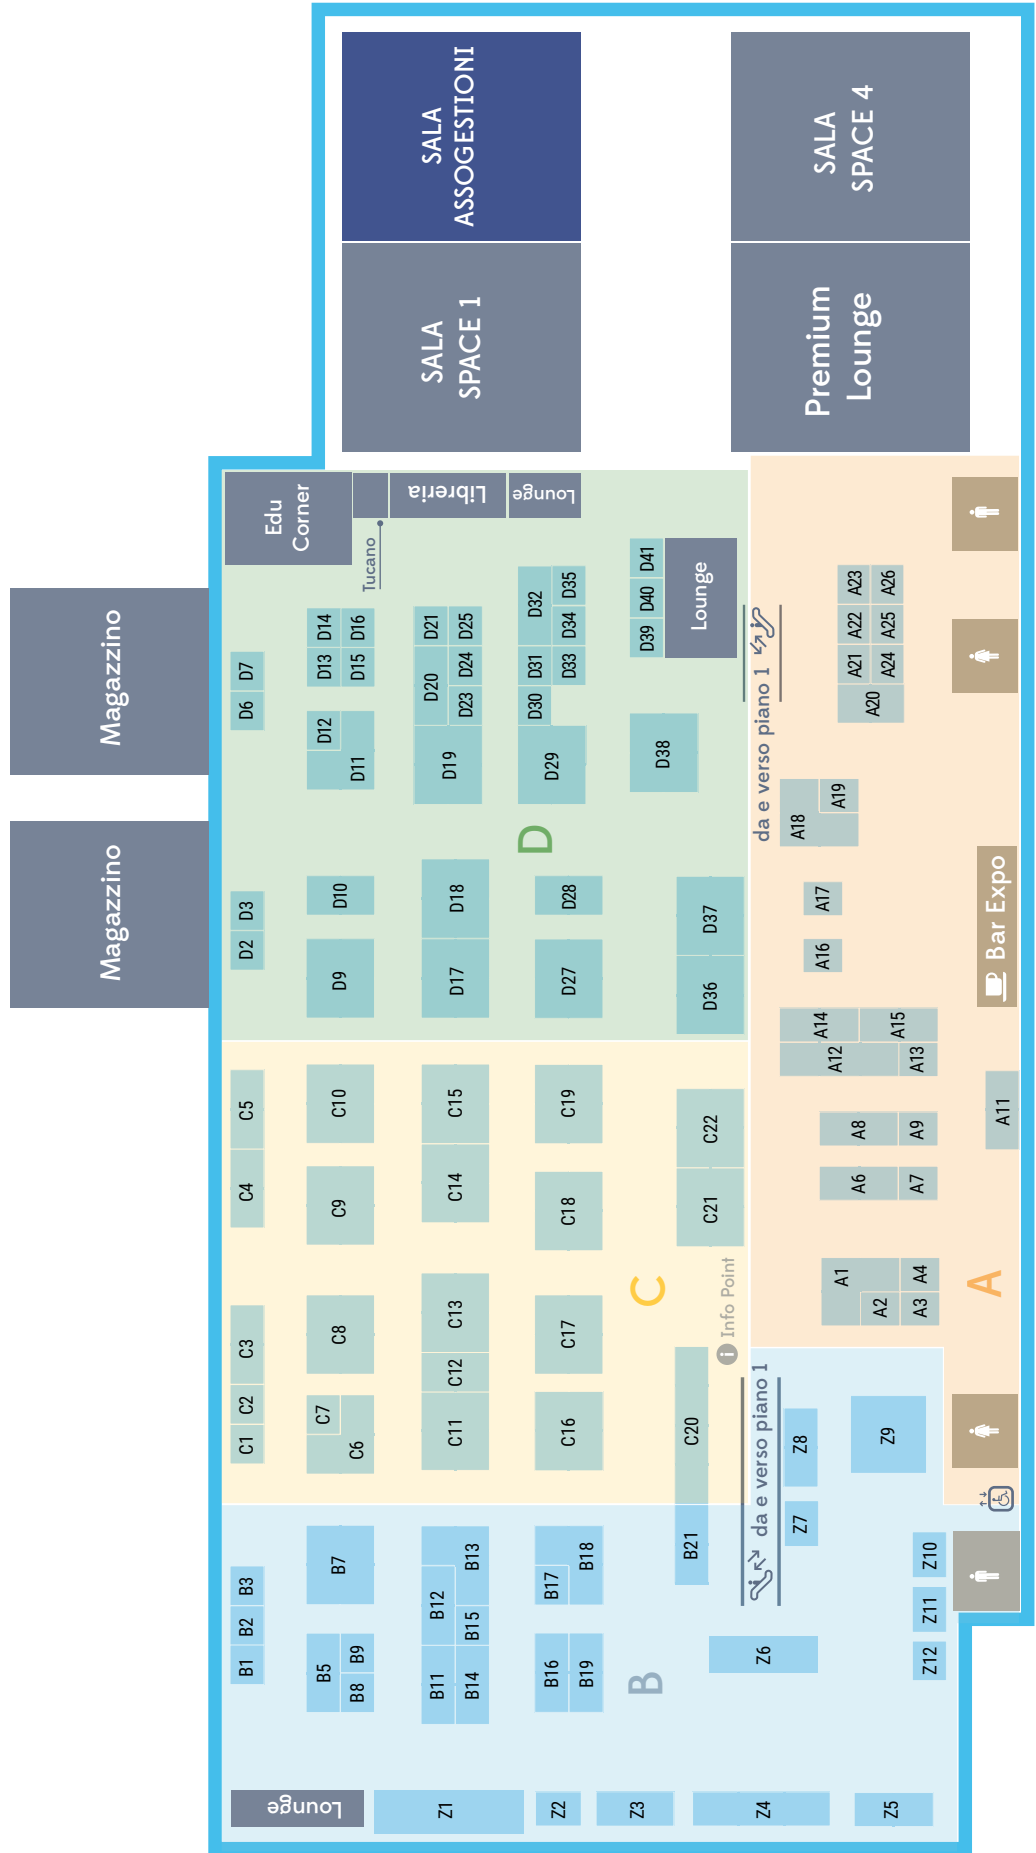 SALA
ASSOGESTIONI
SALA
SPACE 4
SALA
SPACE 1
Premium
Lounge
Edu
Corner
Tucano
Libreria
Lounge
Magazzino
Magazzino
D7
D6
D14
D16
D13
D15
D12
D11
D21
D25
D20
D24
D23
D19
D32
D35
D34
D31
D33
D30
D29
D41
D40
D39
Lounge
D38
D
D3
D2
D10
D9
D18
D17
D28
D27
D37
D36
da e verso piano 1
A23
A26
A22
A25
A21
A24
A20
A19
A18
A17
A16
Bar Expo
A14
A15
A12
A13
A11
A8
A9
A6
A7
A1
A4
A2
A3
A
C5
C4
C3
C2
C1
C10
C9
C8
C7
C6
C15
C14
C13
C12
C11
C19
C18
C17
C16
C22
C21
C
i Info Point
C20
da e verso piano 1
Z8
Z9
Z7
B3
B2
B1
B7
B5
B9
B8
B13
B12
B15
B11
B14
B18
B17
B16
B19
B21
B
Z6
Z10
Z11
Z12
Lounge
Z1
Z2
Z3
Z4
Z5